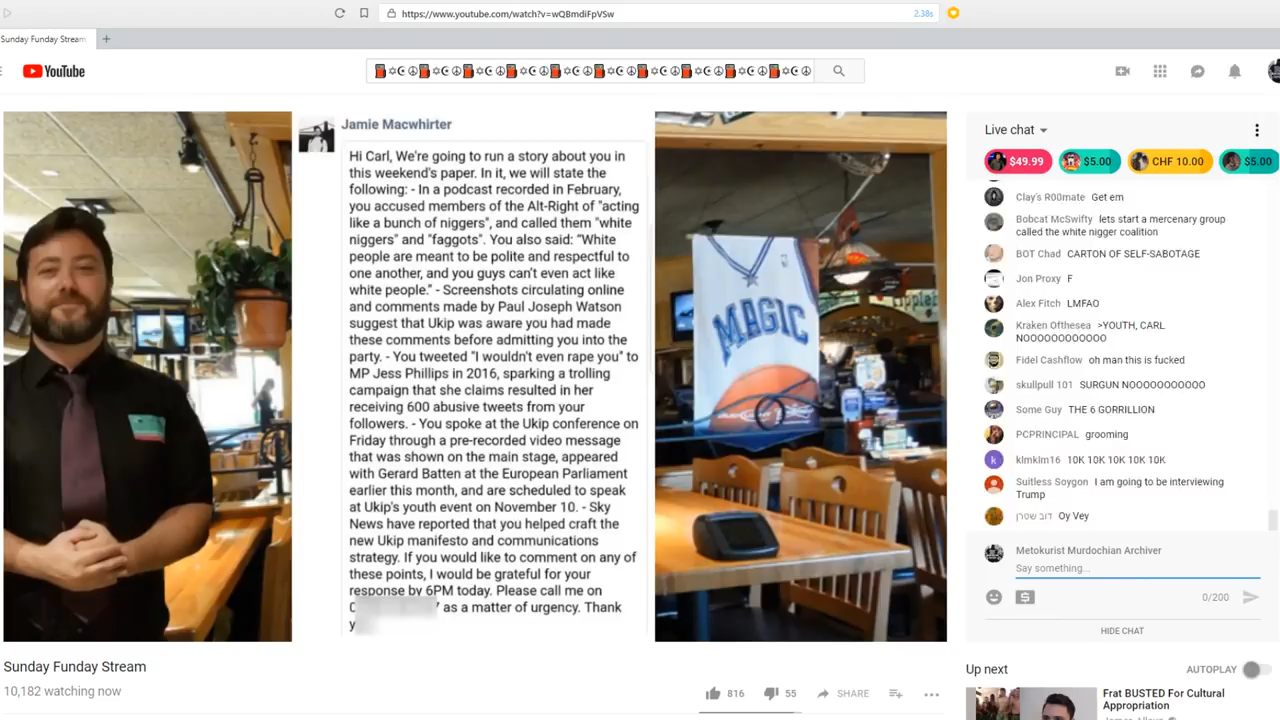 https://www.youtube.com/watch?v=wQBmdiFpVSw
2.38s
Sunday Funday Stream
YouTube
Jamie Macwhirter
Hi Carl, We're going to run a story about you in
this weekend's paper. In it, we will state the
following: - In a podcast recorded in February,
you accused members of the Alt-Right of "acting
like a bunch of niggers", and called them "white
niggers" and "faggots". You also said: “White
people are meant to be polite and respectful to
one another, and you guys can't even act like
white people.” - Screenshots circulating online
and comments made by Paul Joseph Watson
suggest that Ukip was aware you had made
these comments before admitting you into the
party. - You tweeted "I wouldn't even rape you" to
MP Jess Phillips in 2016, sparking a trolling
campaign that she claims resulted in her
receiving 600 abusive tweets from your
followers. - You spoke at the Ukip conference on
Friday through a pre-recorded video message
that was shown on the main stage, appeared
with Gerard Batten at the European Parliament
earlier this month, and are scheduled to speak
at Ukip's youth event on November 10. - Sky
News have reported that you helped craft the
new Ukip manifesto and communications
strategy. If you would like to comment on any of
these points, I would be grateful for your
response by 6PM today. Please call me on
as a matter of urgency. Thank
MAGIC
Live chat
$49.99
$5.00
CHF 10.00
$5.00
Clay's R00mate Get em
Bobcat McSwifty lets start a mercenary group
called the white nigger coalition
BOT Chad CARTON OF SELF-SABOTAGE
Jon Proxy F
Alex Fitch LMFAO
Kraken Ofthesea >YOUTH, CARL
NOOOOOOOOOOO
Fidel Cashflow oh man this is fucked
skullpull 101 SURGUN NOOOOOOOOOOO
Some Guy THE 6 GORRILLION
PCPRINCIPAL grooming
klmkim16 10K 10K 10K 10K 10K
Suitless Soygon I am going to be interviewing
Trump
דוב שטרן Oy Vey
Metokurist Murdochian Archiver
Say something...
0/200
HIDE CHAT
Sunday Funday Stream
10,182 watching now
816
55
SHARE
Up next
AUTOPLAY
Frat BUSTED For Cultural
Appropriation